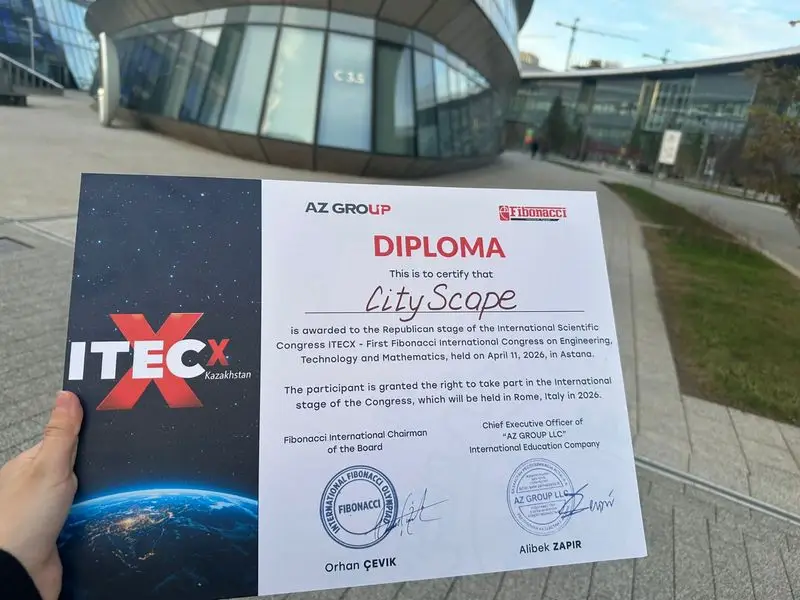 C 3.5
AZ GROUP
Fibonacci
DIPLOMA
This is to certify that
CityScape
is awarded to the Republican stage of the International Scientific
Congress ITECX - First Fibonacci International Congress on Engineering,
Technology and Mathematics, held on April 11, 2026, in Astana.
The participant is granted the right to take part in the International
stage of the Congress, which will be held in Rome, Italy in 2026.
ITECX
Kazakhstan
Fibonacci International Chairman
of the Board
Chief Executive Officer of
"AZ GROUP LLC"
International Education Company
INTERNATIONAL FIBONACCI OLYMPIAD
FIBONACCI
AZ GROUP LLC
Orhan ÇEVIK
Alibek ZAPIR